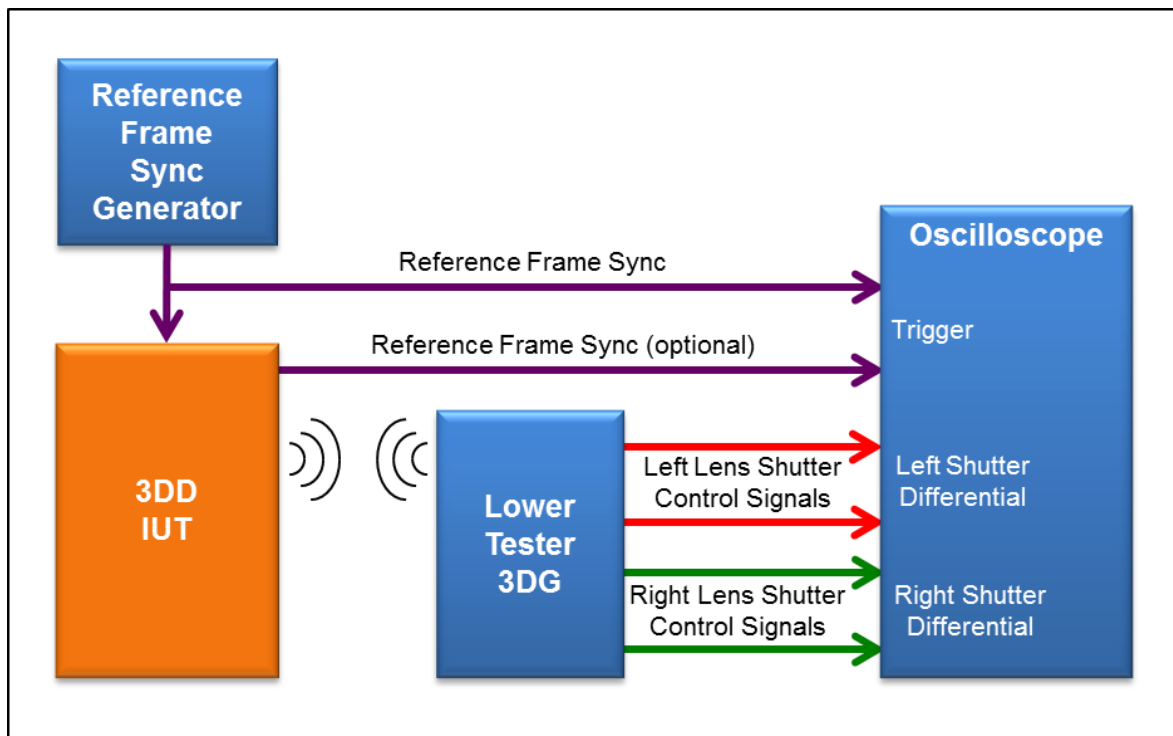 Reference
Frame
Sync
Generator
Oscilloscope
Reference Frame Sync
Trigger
Reference Frame Sync (optional)
3DD
IUT
Lower
Tester
3DG
Left Lens Shutter
Control Signals
Left Shutter
Differential
Right Lens Shutter
Control Signals
Right Shutter
Differential